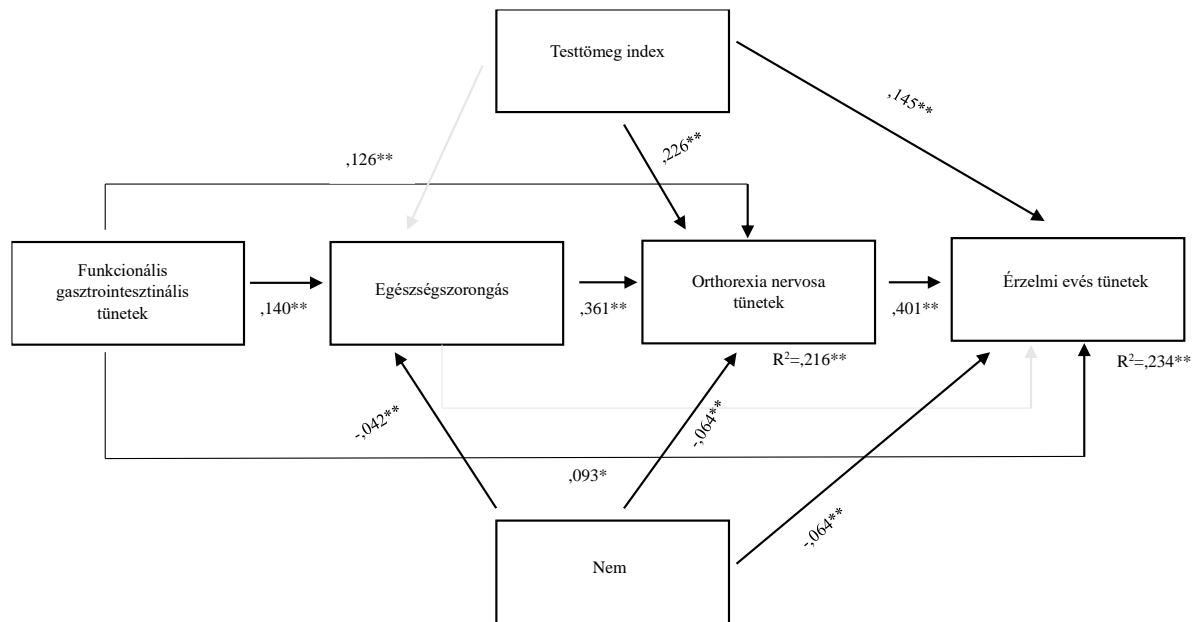 Testtömeg index
,145**
,226**
,126**
Funkcionális
gasztrointesztinális
tünetek
,140**
Egészségszorongás
,361**
Orthorexia nervosa
tünetek
,401**
Érzelmi evés tünetek
R²=,216**
R²=,234**
-,042**
-,064**
,093*
-,064**
Nem